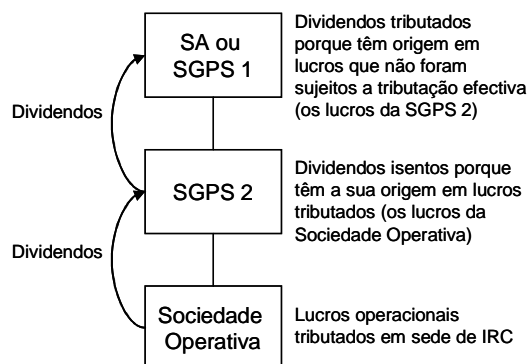 SA ou
SGPS 1
Dividendos tributados
porque têm origem em
lucros que não foram
sujeitos a tributação efectiva
(os lucros da SGPS 2)
Dividendos
SGPS 2
Dividendos isentos porque
têm a sua origem em lucros
tributados (os lucros da
Sociedade Operativa)
Dividendos
Sociedade
Operativa
Lucros operacionais
tributados em sede de IRC